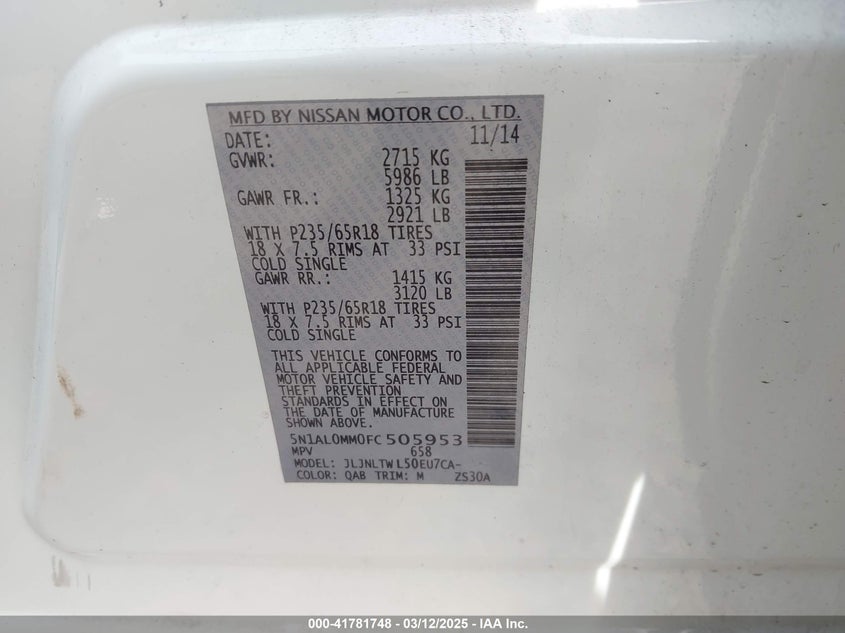 MFD BY NISSAN MOTOR CO., LTD.
DATE: 11/14
GVWR: 2715 KG
5986 LB
GAWR FR.: 1325 KG
2921 LB
WITH P235/65R18 TIRES
18 X 7.5 RIMS AT 33 PSI
COLD SINGLE
GAWR RR.: 1415 KG
3120 LB
WITH P235/65R18 TIRES
18 X 7.5 RIMS AT 33 PSI
COLD SINGLE
THIS VEHICLE CONFORMS TO
ALL APPLICABLE FEDERAL
MOTOR VEHICLE SAFETY AND
THEFT PREVENTION
STANDARDS IN EFFECT ON
THE DATE OF MANUFACTURE
SHOWN ABOVE.
5N1AL0MM0FC505953
MPV 658
MODEL: JLJNLTWL50EU7CA-
COLOR: QAB TRIM: M ZS30A
000-41781748 - 03/12/2025 - IAA Inc.